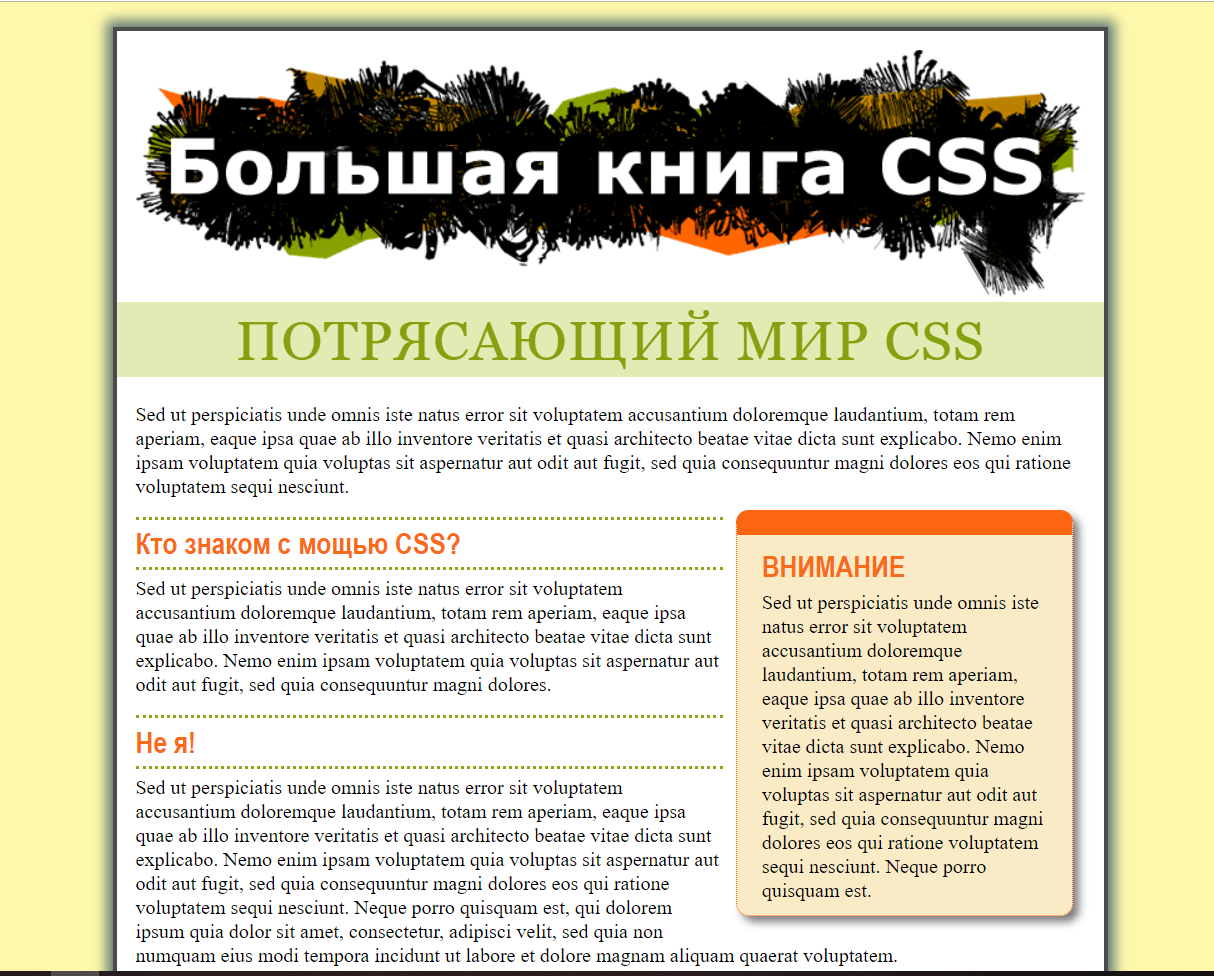 Большая книга CSS
ПОТРЯСАЮЩИЙ МИР CSS
Sed ut perspiciatis unde omnis iste natus error sit voluptatem accusantium doloremque laudantium, totam rem
aperiam, eaque ipsa quae ab illo inventore veritatis et quasi architecto beatae vitae dicta sunt explicabo. Nemo enim
ipsam voluptatem quia voluptas sit aspernatur aut odit aut fugit, sed quia consequuntur magni dolores eos qui ratione
voluptatem sequi nesciunt.
Кто знаком с мощью CSS?
Sed ut perspiciatis unde omnis iste natus error sit voluptatem
accusantium doloremque laudantium, totam rem aperiam, eaque ipsa
quae ab illo inventore veritatis et quasi architecto beatae vitae dicta sunt
explicabo. Nemo enim ipsam voluptatem quia voluptas sit aspernatur aut
odit aut fugit, sed quia consequuntur magni dolores.
Не я!
Sed ut perspiciatis unde omnis iste natus error sit voluptatem
accusantium doloremque laudantium, totam rem aperiam, eaque ipsa
quae ab illo inventore veritatis et quasi architecto beatae vitae dicta sunt
explicabo. Nemo enim ipsam voluptatem quia voluptas sit aspernatur aut
odit aut fugit, sed quia consequuntur magni dolores eos qui ratione
voluptatem sequi nesciunt. Neque porro quisquam est, qui dolorem
ipsum quia dolor sit amet, consectetur, adipisci velit, sed quia non
numquam eius modi tempora incidunt ut labore et dolore magnam aliquam quaerat voluptatem.
ВНИМАНИЕ
Sed ut perspiciatis unde omnis iste
natus error sit voluptatem
accusantium doloremque
laudantium, totam rem aperiam,
eaque ipsa quae ab illo inventore
veritatis et quasi architecto beatae
vitae dicta sunt explicabo. Nemo
enim ipsam voluptatem quia
voluptas sit aspernatur aut odit aut
fugit, sed quia consequuntur magni
dolores eos qui ratione voluptatem
sequi nesciunt. Neque porro
quisquam est.